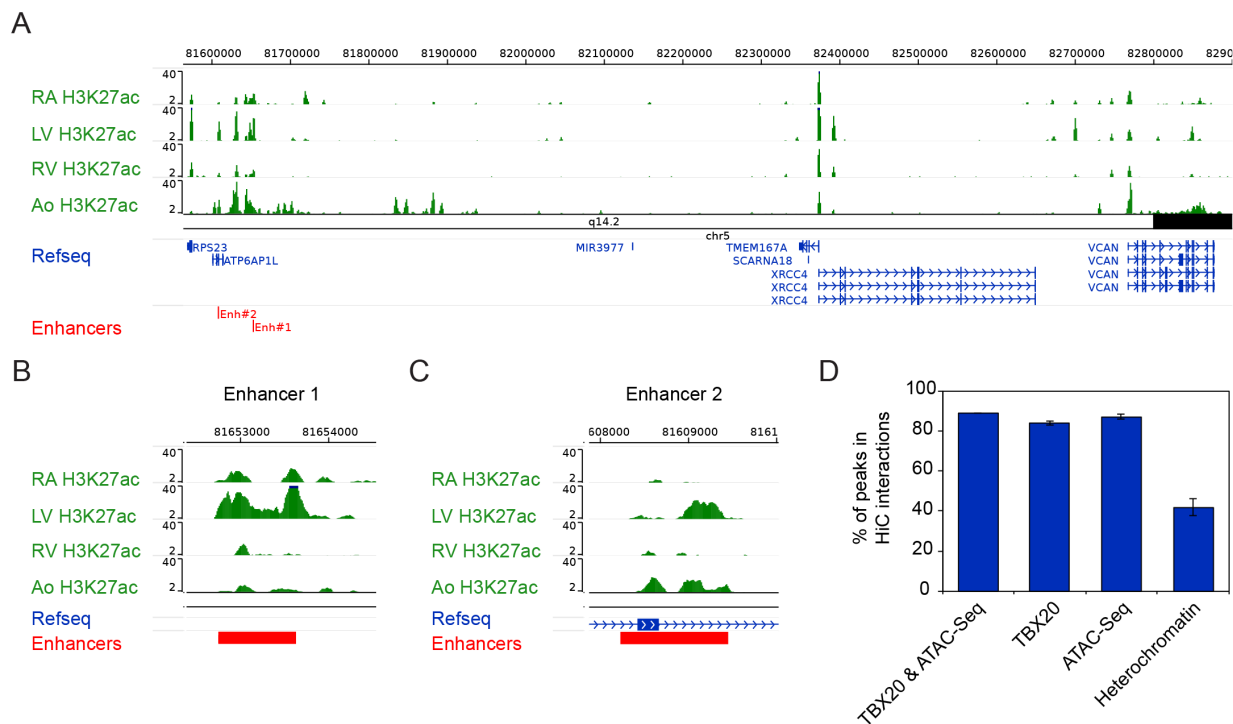 A
81600000 81700000 81800000 81900000 82000000 82100000 82200000 82300000 82400000 82500000 82600000 82700000 82800000 82900
40
RA H3K27ac
2
40
LV H3K27ac
2
40
RV H3K27ac
2
40
Ao H3K27ac
2
q14.2
chr5
Refseq
RPS23 MIR3977 TMEM167A VCAN
ATP6AP1L SCARNA18 VCAN
XRCC4 VCAN
XRCC4 VCAN
XRCC4
Enhancers
Enh#2
Enh#1
B
Enhancer 1
81653000 81654000
40
RA H3K27ac
2
40
LV H3K27ac
2
40
RV H3K27ac
2
40
Ao H3K27ac
2
Refseq
Enhancers
C
Enhancer 2
608000 81609000 8161
40
RA H3K27ac
2
40
LV H3K27ac
2
40
RV H3K27ac
2
40
Ao H3K27ac
2
Refseq
Enhancers
D
% of peaks in
HiC interactions
100
80
60
40
20
0
TBX20 & ATAC-Seq
TBX20
ATAC-Seq
Heterochromatin